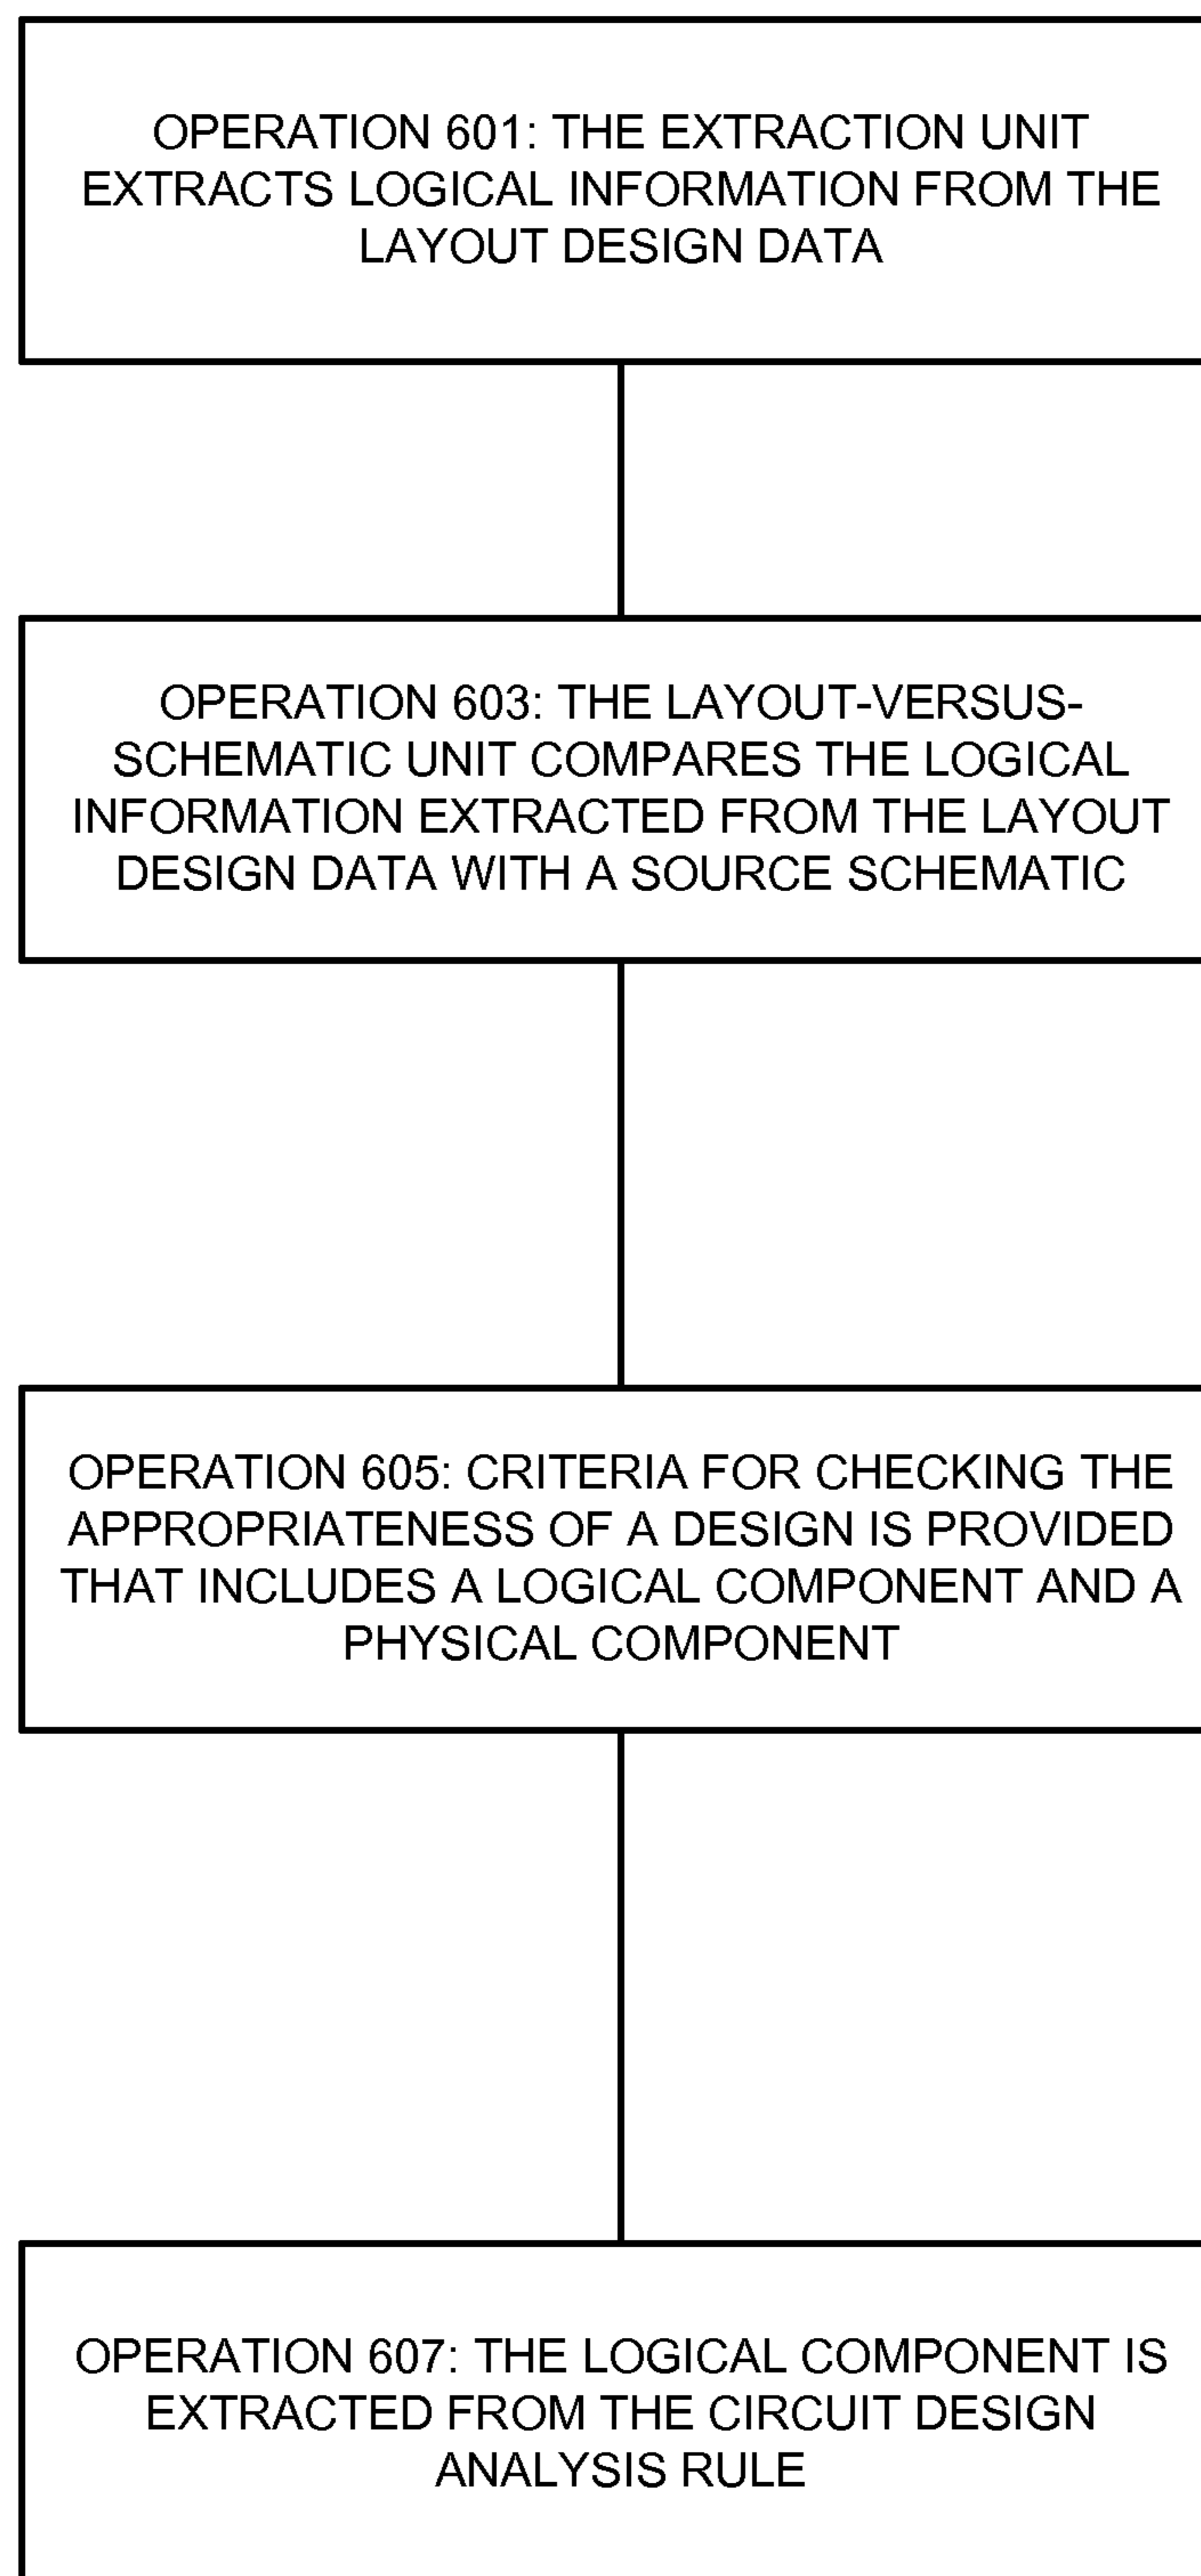 OPERATION 601: THE EXTRACTION UNIT
EXTRACTS LOGICAL INFORMATION FROM THE
LAYOUT DESIGN DATA
OPERATION 603: THE LAYOUT-VERSUS-
SCHEMATIC UNIT COMPARES THE LOGICAL
INFORMATION EXTRACTED FROM THE LAYOUT
DESIGN DATA WITH A SOURCE SCHEMATIC
OPERATION 605: CRITERIA FOR CHECKING THE
APPROPRIATENESS OF A DESIGN IS PROVIDED
THAT INCLUDES A LOGICAL COMPONENT AND A
PHYSICAL COMPONENT
OPERATION 607: THE LOGICAL COMPONENT IS
EXTRACTED FROM THE CIRCUIT DESIGN
ANALYSIS RULE